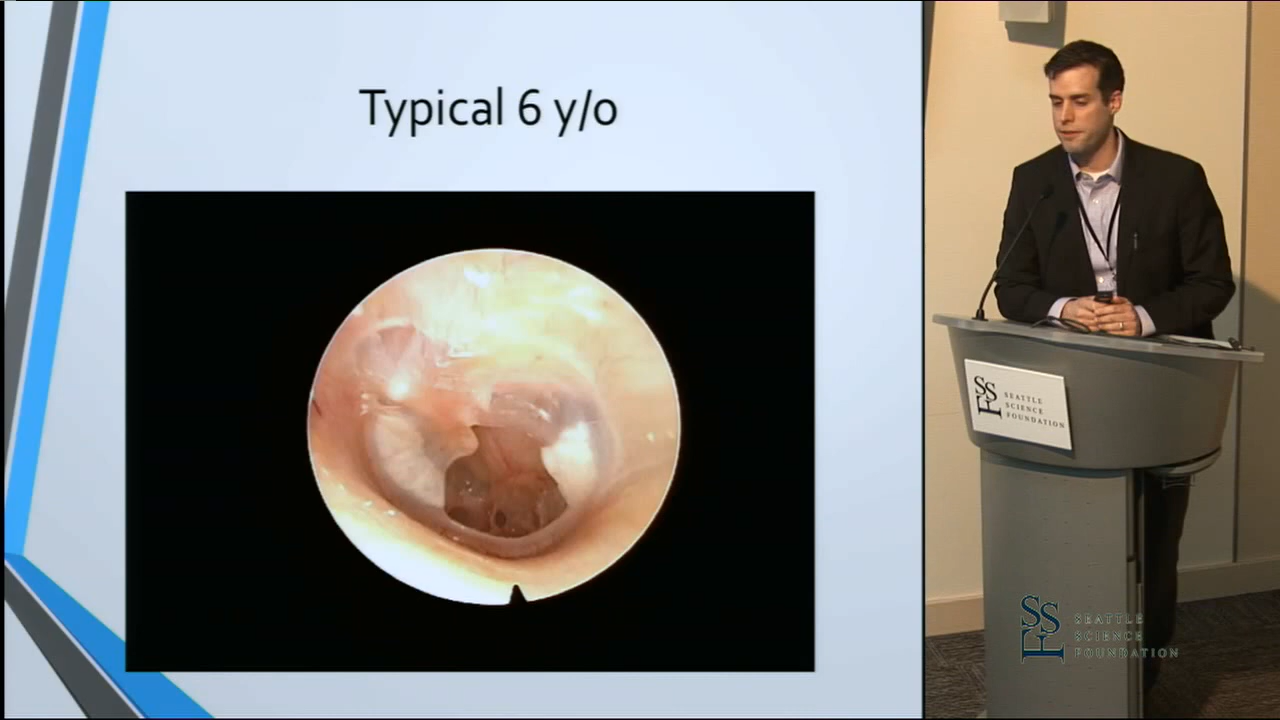 Typical 6 y/o
SSF
SEATTLE
SCIENCE
FOUNDATION
SSF
SEATTLE
SCIENCE
FOUNDATION